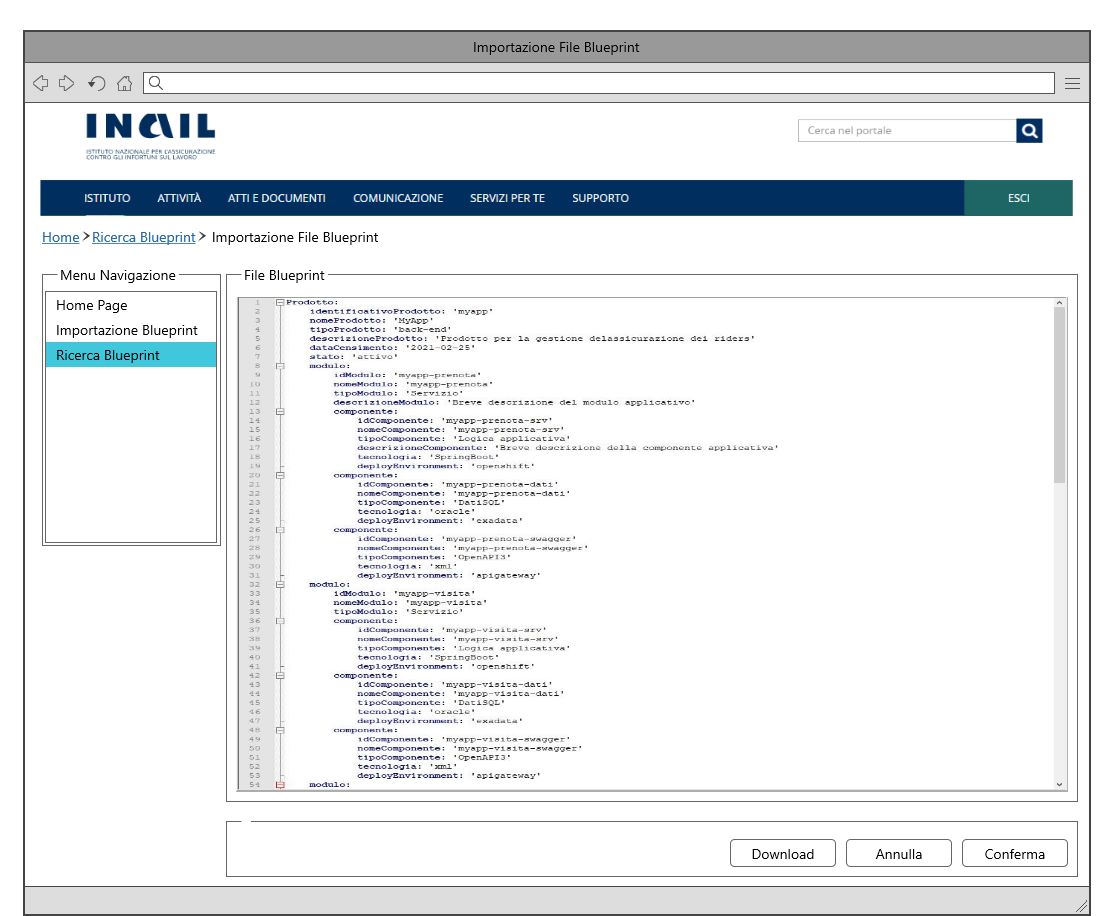 Importazione File Blueprint
INAIL
ISTITUTO NAZIONALE PER L'ASSICURAZIONE
CONTRO GLI INFORTUNI SUL LAVORO
Cerca nel portale
ISTITUTO ATTIVITÀ ATTI E DOCUMENTI COMUNICAZIONE SERVIZI PER TE SUPPORTO ESCI
Home > Ricerca Blueprint > Importazione File Blueprint
Menu Navigazione
Home Page
Importazione Blueprint
Ricerca Blueprint
File Blueprint
1 Prodotto:
2 identificativoProdotto: 'myapp'
3 nomeProdotto: 'MyApp'
4 tipoProdotto: 'back-end'
5 descrizioneProdotto: 'Prodotto per la gestione delassicurazione dei riders'
6 dataCensimento: '2021-02-25'
7 stato: 'attivo'
8 modulo:
9 idModulo: 'myapp-prenota'
10 nomeModulo: 'myapp-prenota'
11 tipoModulo: 'Servizio'
12 descrizioneModulo: 'Breve descrizione del modulo applicativo'
13 componente:
14 idComponente: 'myapp-prenota-srv'
15 nomeComponente: 'myapp-prenota-srv'
16 tipoComponente: 'Logica applicativa'
17 descrizioneComponente: 'Breve descrizione della componente applicativa'
18 tecnologia: 'SpringBoot'
19 deployEnvironment: 'openshift'
20 componente:
21 idComponente: 'myapp-prenota-dati'
22 nomeComponente: 'myapp-prenota-dati'
23 tipoComponente: 'DatiSQL'
24 tecnologia: 'oracle'
25 deployEnvironment: 'exadata'
26 componente:
27 idComponente: 'myapp-prenota-swagger'
28 nomeComponente: 'myapp-prenota-swagger'
29 tipoComponente: 'OpenAPI3'
30 tecnologia: 'xml'
31 deployEnvironment: 'apigateway'
32 modulo:
33 idModulo: 'myapp-visita'
34 nomeModulo: 'myapp-visita'
35 tipoModulo: 'Servizio'
36 componente:
37 idComponente: 'myapp-visita-srv'
38 nomeComponente: 'myapp-visita-srv'
39 tipoComponente: 'Logica applicativa'
40 tecnologia: 'SpringBoot'
41 deployEnvironment: 'openshift'
42 componente:
43 idComponente: 'myapp-visita-dati'
44 nomeComponente: 'myapp-visita-dati'
45 tipoComponente: 'DatiSQL'
46 tecnologia: 'oracle'
47 deployEnvironment: 'exadata'
48 componente:
49 idComponente: 'myapp-visita-swagger'
50 nomeComponente: 'myapp-visita-swagger'
51 tipoComponente: 'OpenAPI3'
52 tecnologia: 'xml'
53 deployEnvironment: 'apigateway'
54 modulo:
Download Annulla Conferma